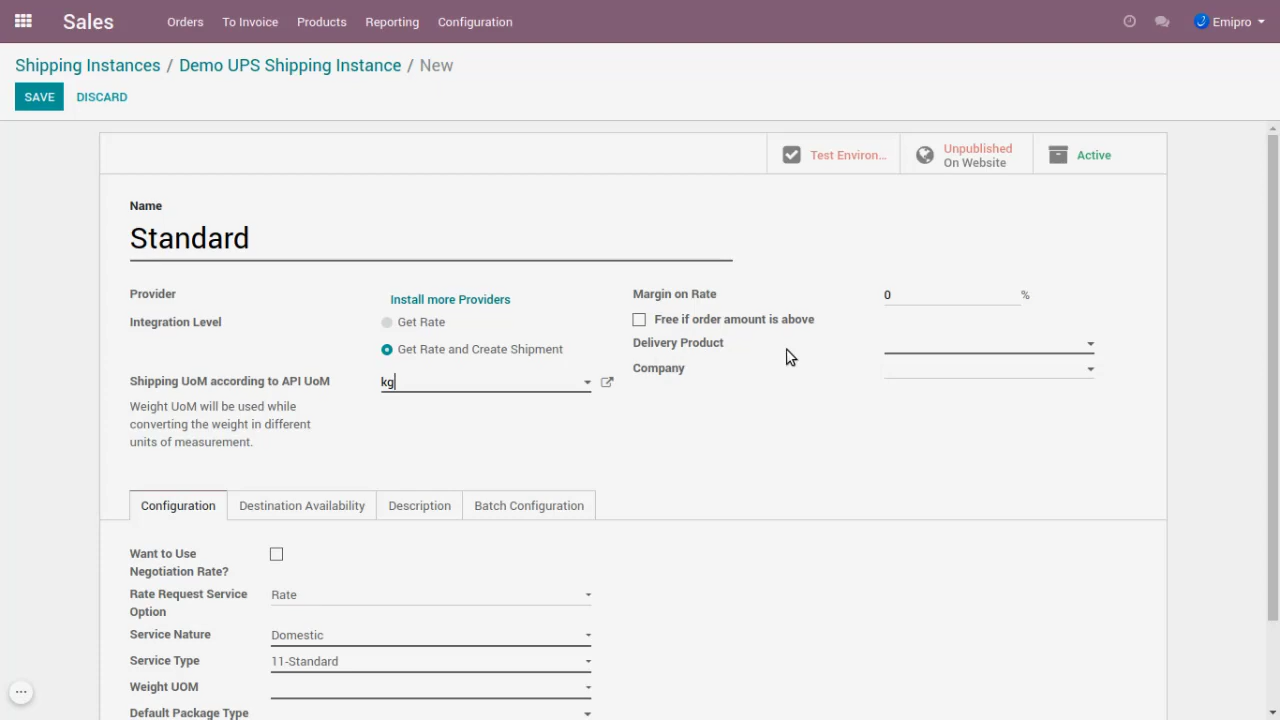 Sales Orders To Invoice Products Reporting Configuration Emipro
Shipping Instances / Demo UPS Shipping Instance / New
SAVE DISCARD
Test Environ... Unpublished On Website Active
Name
Standard
Provider Install more Providers
Integration Level Get Rate
Get Rate and Create Shipment
Shipping UoM according to API UoM kg
Weight UoM will be used while
converting the weight in different
units of measurement.
Margin on Rate 0 %
Free if order amount is above
Delivery Product
Company
Configuration Destination Availability Description Batch Configuration
Want to Use
Negotiation Rate?
Rate Request Service Rate
Option
Service Nature Domestic
Service Type 11-Standard
Weight UOM
Default Package Type